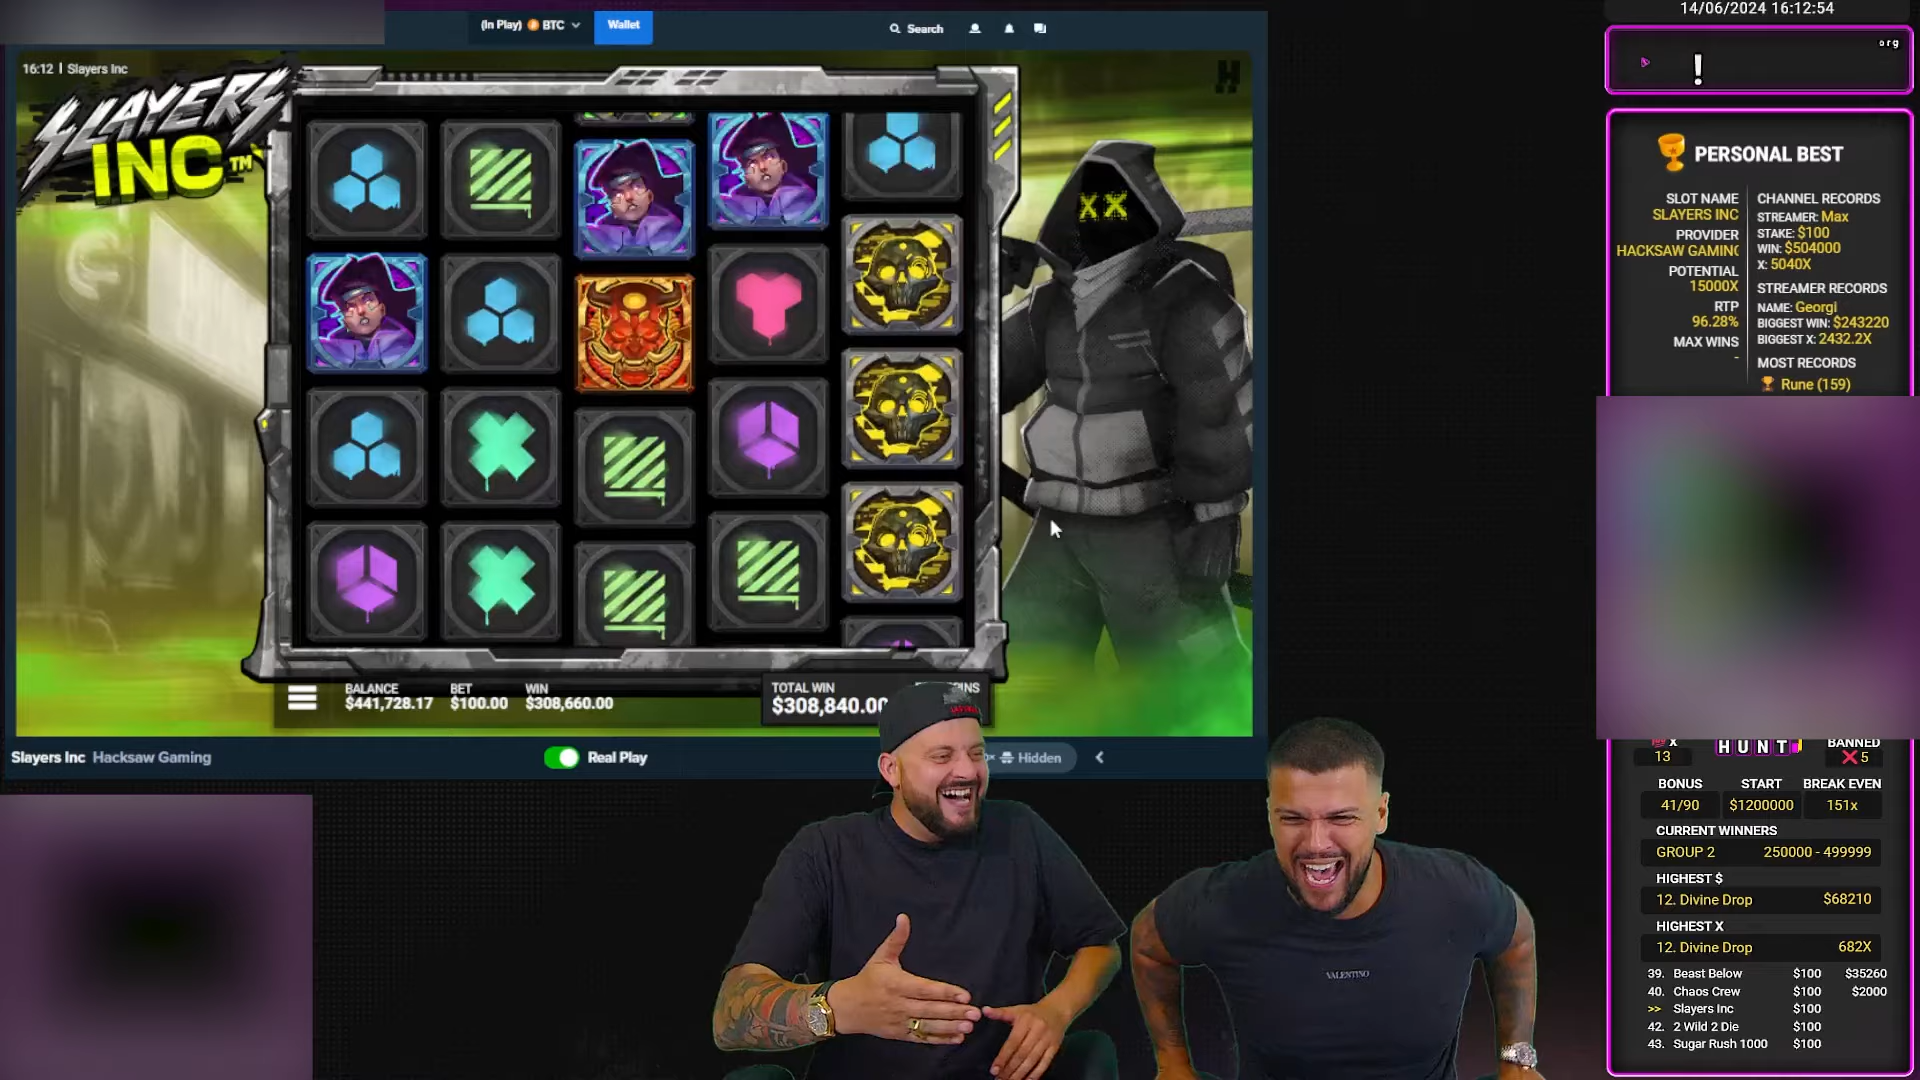 14/06/2024 16:12:54
(In Play) BTC
Wallet
Search
16:12 | Slayers Inc
SLAYERS
INC™
XX
!
org
PERSONAL BEST
SLOT NAME
SLAYERS INC
PROVIDER
HACKSAW GAMING
POTENTIAL
15000X
RTP
96.28%
MAX WINS
-
CHANNEL RECORDS
STREAMER: Max
STAKE: $100
WIN: $504000
X: 5040X
STREAMER RECORDS
NAME: Georgi
BIGGEST WIN: $243220
BIGGEST X: 2432.2X
MOST RECORDS
Rune (159)
BALANCE
$441,728.17
BET
$100.00
WIN
$308,660.00
TOTAL WIN
$308,840.00
Slayers Inc Hacksaw Gaming
Real Play
Hidden
X
13
HUNT
BANNED
5
BONUS START BREAK EVEN
41/90 $1200000 151x
CURRENT WINNERS
GROUP 2 250000 - 499999
HIGHEST $
12. Divine Drop $68210
HIGHEST X
12. Divine Drop 682X
39. Beast Below $100 $35260
40. Chaos Crew $100 $2000
>> Slayers Inc $100
42. 2 Wild 2 Die $100
43. Sugar Rush 1000 $100
VALENTINO